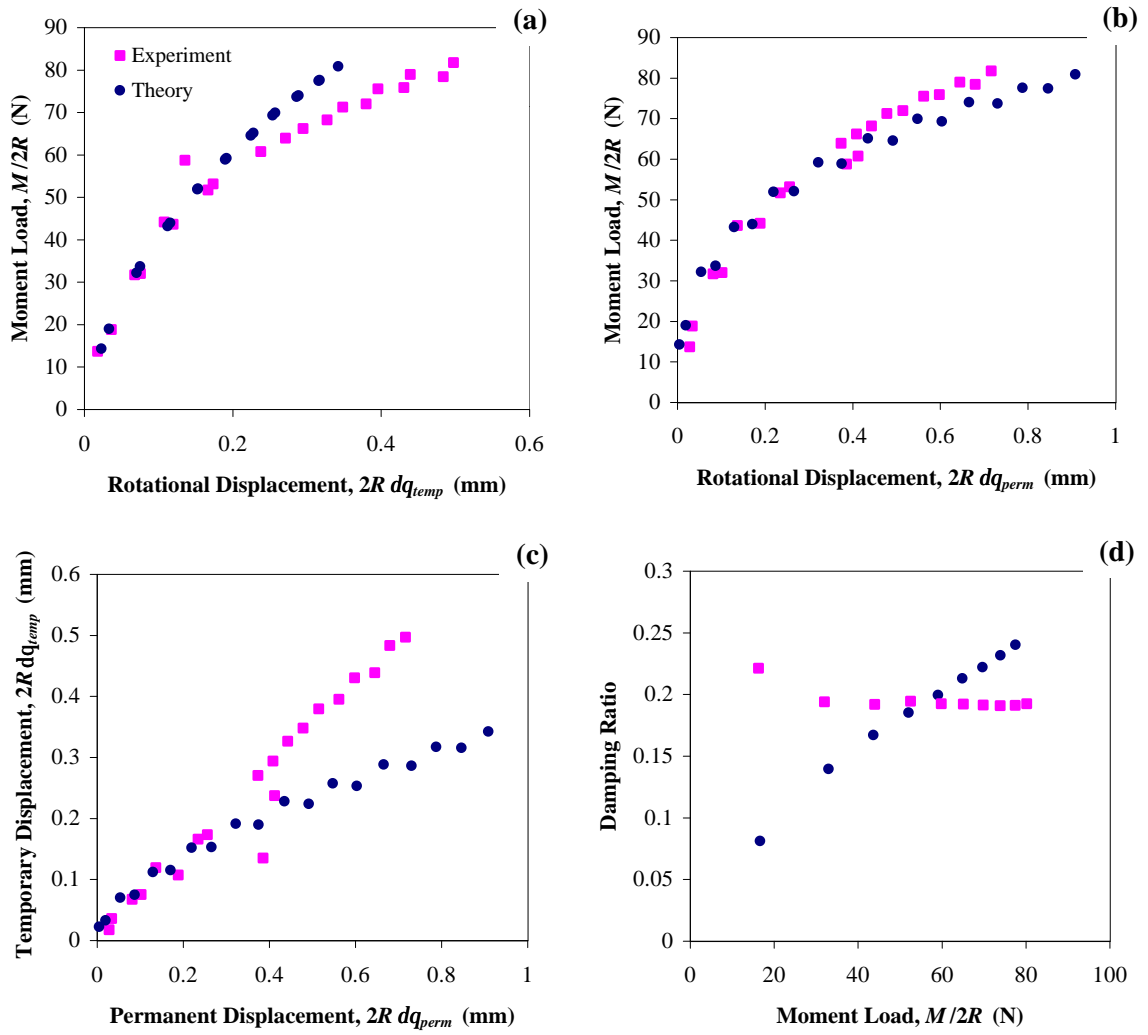 (a)
90
80
70
60
50
40
30
20
10
0
Moment Load, M/2R (N)
Experiment
Theory
0 0.2 0.4 0.6
Rotational Displacement, 2R dq_temp (mm)
(b)
90
80
70
60
50
40
30
20
10
0
Moment Load, M/2R (N)
0 0.2 0.4 0.6 0.8 1
Rotational Displacement, 2R dq_perm (mm)
(c)
0.6
0.5
0.4
0.3
0.2
0.1
0
Temporary Displacement, 2R dq_temp (mm)
0 0.2 0.4 0.6 0.8 1
Permanent Displacement, 2R dq_perm (mm)
(d)
0.3
0.25
0.2
0.15
0.1
0.05
0
Damping Ratio
0 20 40 60 80 100
Moment Load, M/2R (N)